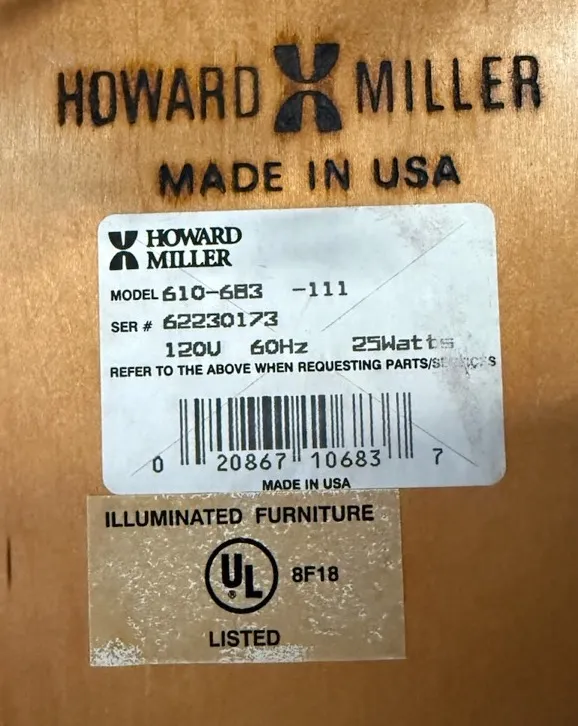 HOWARD MILLER
MADE IN USA
HOWARD
MILLER
MODEL 610-683 -111
SER # 62230173
120V 60Hz 25Watts
REFER TO THE ABOVE WHEN REQUESTING PARTS/SERVICES
0 20867 10683 7
MADE IN USA
ILLUMINATED FURNITURE
UL ® 8F18
LISTED